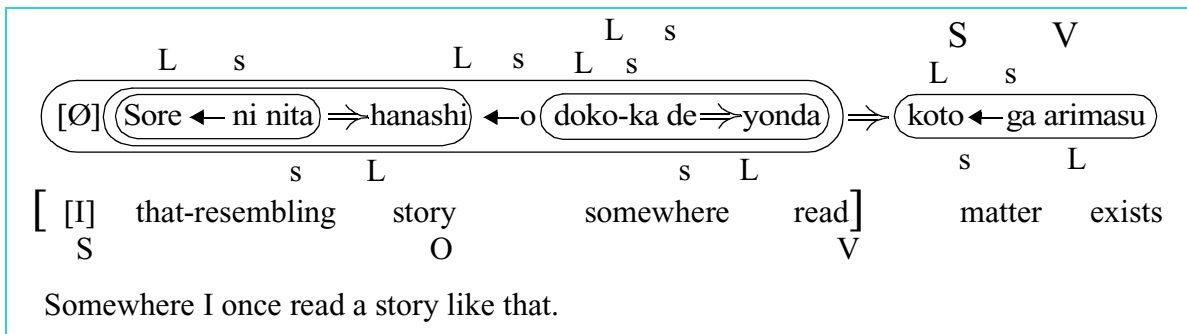 L s
S V
L s L s L s L s
[Ø] Sore ← ni nita ⇒ hanashi ← o doko-ka de ⇒ yonda ⇒ koto ← ga arimasu
s L s L s L
[ [I] that-resembling story somewhere read ] matter exists
S O V
Somewhere I once read a story like that.